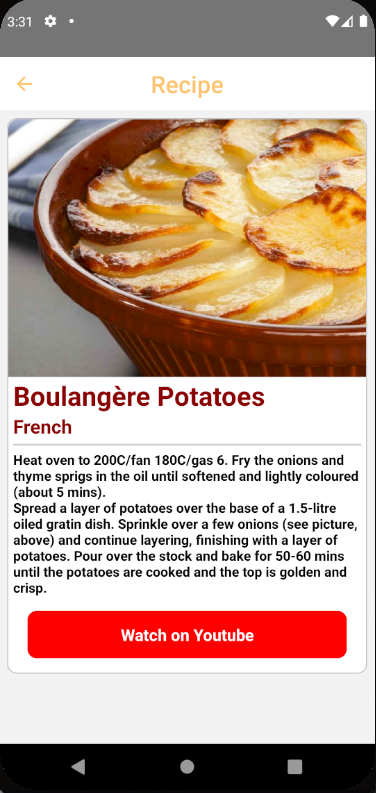 3:31
Recipe
Boulangère Potatoes
French
Heat oven to 200C/fan 180C/gas 6. Fry the onions and
thyme sprigs in the oil until softened and lightly coloured
(about 5 mins).
Spread a layer of potatoes over the base of a 1.5-litre
oiled gratin dish. Sprinkle over a few onions (see picture,
above) and continue layering, finishing with a layer of
potatoes. Pour over the stock and bake for 50-60 mins
until the potatoes are cooked and the top is golden and
crisp.
Watch on Youtube